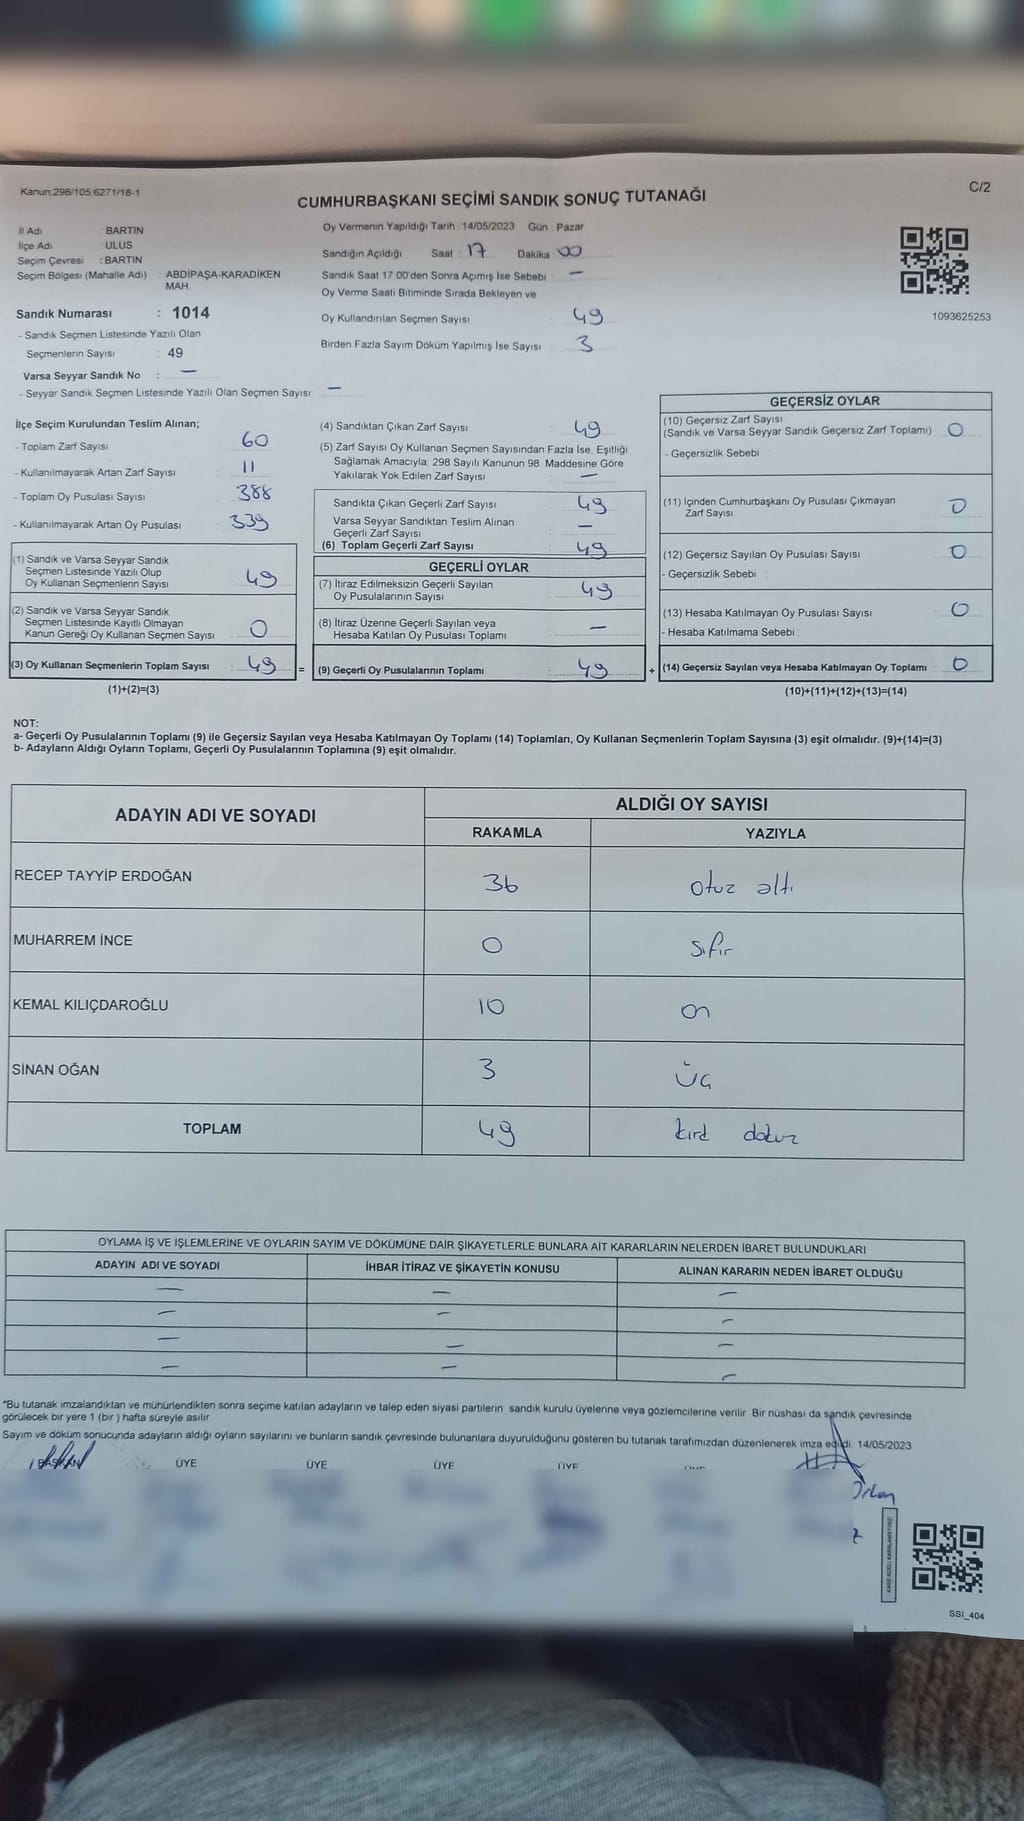 Kanun:298/105,6271/18-1
C/2
CUMHURBAŞKANI SEÇİMİ SANDIK SONUÇ TUTANAĞI
İl Adı : BARTIN
İlçe Adı : ULUS
Seçim Çevresi : BARTIN
Seçim Bölgesi (Mahalle Adı) : ABDİPAŞA-KARADİKEN
MAH.
Sandık Numarası : 1014
- Sandık Seçmen Listesinde Yazılı Olan
Seçmenlerin Sayısı : 49
Varsa Seyyar Sandık No : —
- Seyyar Sandık Seçmen Listesinde Yazılı Olan Seçmen Sayısı : —
Oy Vermenin Yapıldığı Tarih : 14/05/2023 Gün : Pazar
Sandığın Açıldığı Saat : 17 Dakika : 00
Sandık Saat 17:00'den Sonra Açımış İse Sebebi : —
Oy Verme Saati Bitiminde Sırada Bekleyen ve
Oy Kullandırılan Seçmen Sayısı : 49
Birden Fazla Sayım Döküm Yapılmış İse Sayısı : 3
1093625253
İlçe Seçim Kurulundan Teslim Alınan;
- Toplam Zarf Sayısı : 60
- Kullanılmayarak Artan Zarf Sayısı : 11
- Toplam Oy Pusulası Sayısı : 388
- Kullanılmayarak Artan Oy Pusulası : 339
(1) Sandık ve Varsa Seyyar Sandık
Seçmen Listesinde Yazılı Olup
Oy Kullanan Seçmenlerin Sayısı : 49
(2) Sandık ve Varsa Seyyar Sandık
Seçmen Listesinde Kayıtlı Olmayan
Kanun Gereği Oy Kullanan Seçmen Sayısı : 0
(3) Oy Kullanan Seçmenlerin Toplam Sayısı : 49 =
(1)+(2)=(3)
(4) Sandıktan Çıkan Zarf Sayısı : 49
(5) Zarf Sayısı Oy Kullanan Seçmen Sayısından Fazla İse, Eşitliği
Sağlamak Amacıyla, 298 Sayılı Kanunun 98. Maddesine Göre
Yakılarak Yok Edilen Zarf Sayısı : —
Sandıkta Çıkan Geçerli Zarf Sayısı : 49
Varsa Seyyar Sandıktan Teslim Alınan
Geçerli Zarf Sayısı : —
(6) Toplam Geçerli Zarf Sayısı : 49
GEÇERLİ OYLAR
(7) İtiraz Edilmeksizin Geçerli Sayılan
Oy Pusulalarının Sayısı : 49
(8) İtiraz Üzerine Geçerli Sayılan veya
Hesaba Katılan Oy Pusulası Toplamı : —
(9) Geçerli Oy Pusulalarının Toplamı : 49 +
GEÇERSİZ OYLAR
(10) Geçersiz Zarf Sayısı
(Sandık ve Varsa Seyyar Sandık Geçersiz Zarf Toplamı) : 0
- Geçersizlik Sebebi :
(11) İçinden Cumhurbaşkanı Oy Pusulası Çıkmayan
Zarf Sayısı : 0
(12) Geçersiz Sayılan Oy Pusulası Sayısı : 0
- Geçersizlik Sebebi :
(13) Hesaba Katılmayan Oy Pusulası Sayısı : 0
- Hesaba Katılmama Sebebi :
(14) Geçersiz Sayılan veya Hesaba Katılmayan Oy Toplamı : 0
(10)+(11)+(12)+(13)=(14)
NOT:
a- Geçerli Oy Pusulalarının Toplamı (9) ile Geçersiz Sayılan veya Hesaba Katılmayan Oy Toplamı (14) Toplamları, Oy Kullanan Seçmenlerin Toplam Sayısına (3) eşit olmalıdır. (9)+(14)=(3)
b- Adayların Aldığı Oyların Toplamı, Geçerli Oy Pusulalarının Toplamına (9) eşit olmalıdır.
ADAYIN ADI VE SOYADI
ALDIĞI OY SAYISI
RAKAMLA YAZIYLA
RECEP TAYYİP ERDOĞAN 36 otuz altı
MUHARREM İNCE 0 sıfır
KEMAL KILIÇDAROĞLU 10 on
SİNAN OĞAN 3 üç
TOPLAM 49 kırk dokuz
OYLAMA İŞ VE İŞLEMLERİNE VE OYLARIN SAYIM VE DÖKÜMÜNE DAİR ŞİKAYETLERLE BUNLARA AİT KARARLARIN NELERDEN İBARET BULUNDUKLARI
ADAYIN ADI VE SOYADI İHBAR İTİRAZ VE ŞİKAYETİN KONUSU ALINAN KARARIN NEDEN İBARET OLDUĞU
— — —
— — —
— — —
— — —
*Bu tutanak imzalandıktan ve mühürlendikten sonra seçime katılan adayların ve talep eden siyasi partilerin sandık kurulu üyelerine veya gözlemcilerine verilir. Bir nüshası da sandık çevresinde
görülecek bir yere 1 (bir ) hafta süreyle asılır.
Sayım ve döküm sonucunda adayların aldığı oyların sayılarını ve bunların sandık çevresinde bulunanlara duyurulduğunu gösteren bu tutanak tarafımızdan düzenlenerek imza edildi. 14/05/2023
BAŞKAN ÜYE ÜYE ÜYE ÜYE
SSI_404